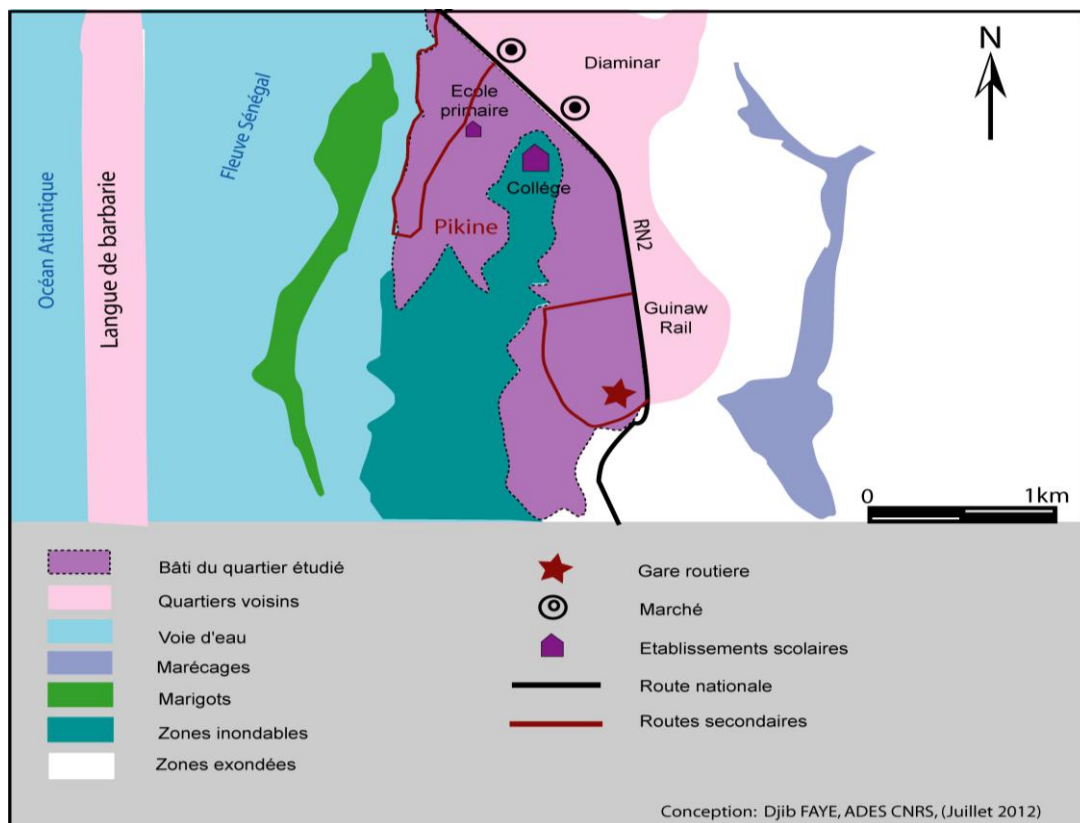 N
Diaminar
Ecole
primaire
Fleuve Sénégal
Océan Atlantique
Langue de barbarie
Collége
Pikine
RN2
Guinaw
Rail
0 1km
Bâti du quartier étudié
Quartiers voisins
Voie d'eau
Marécages
Marigots
Zones inondables
Zones exondées
Gare routiere
Marché
Etablissements scolaires
Route nationale
Routes secondaires
Conception: Djib FAYE, ADES CNRS, (Juillet 2012)